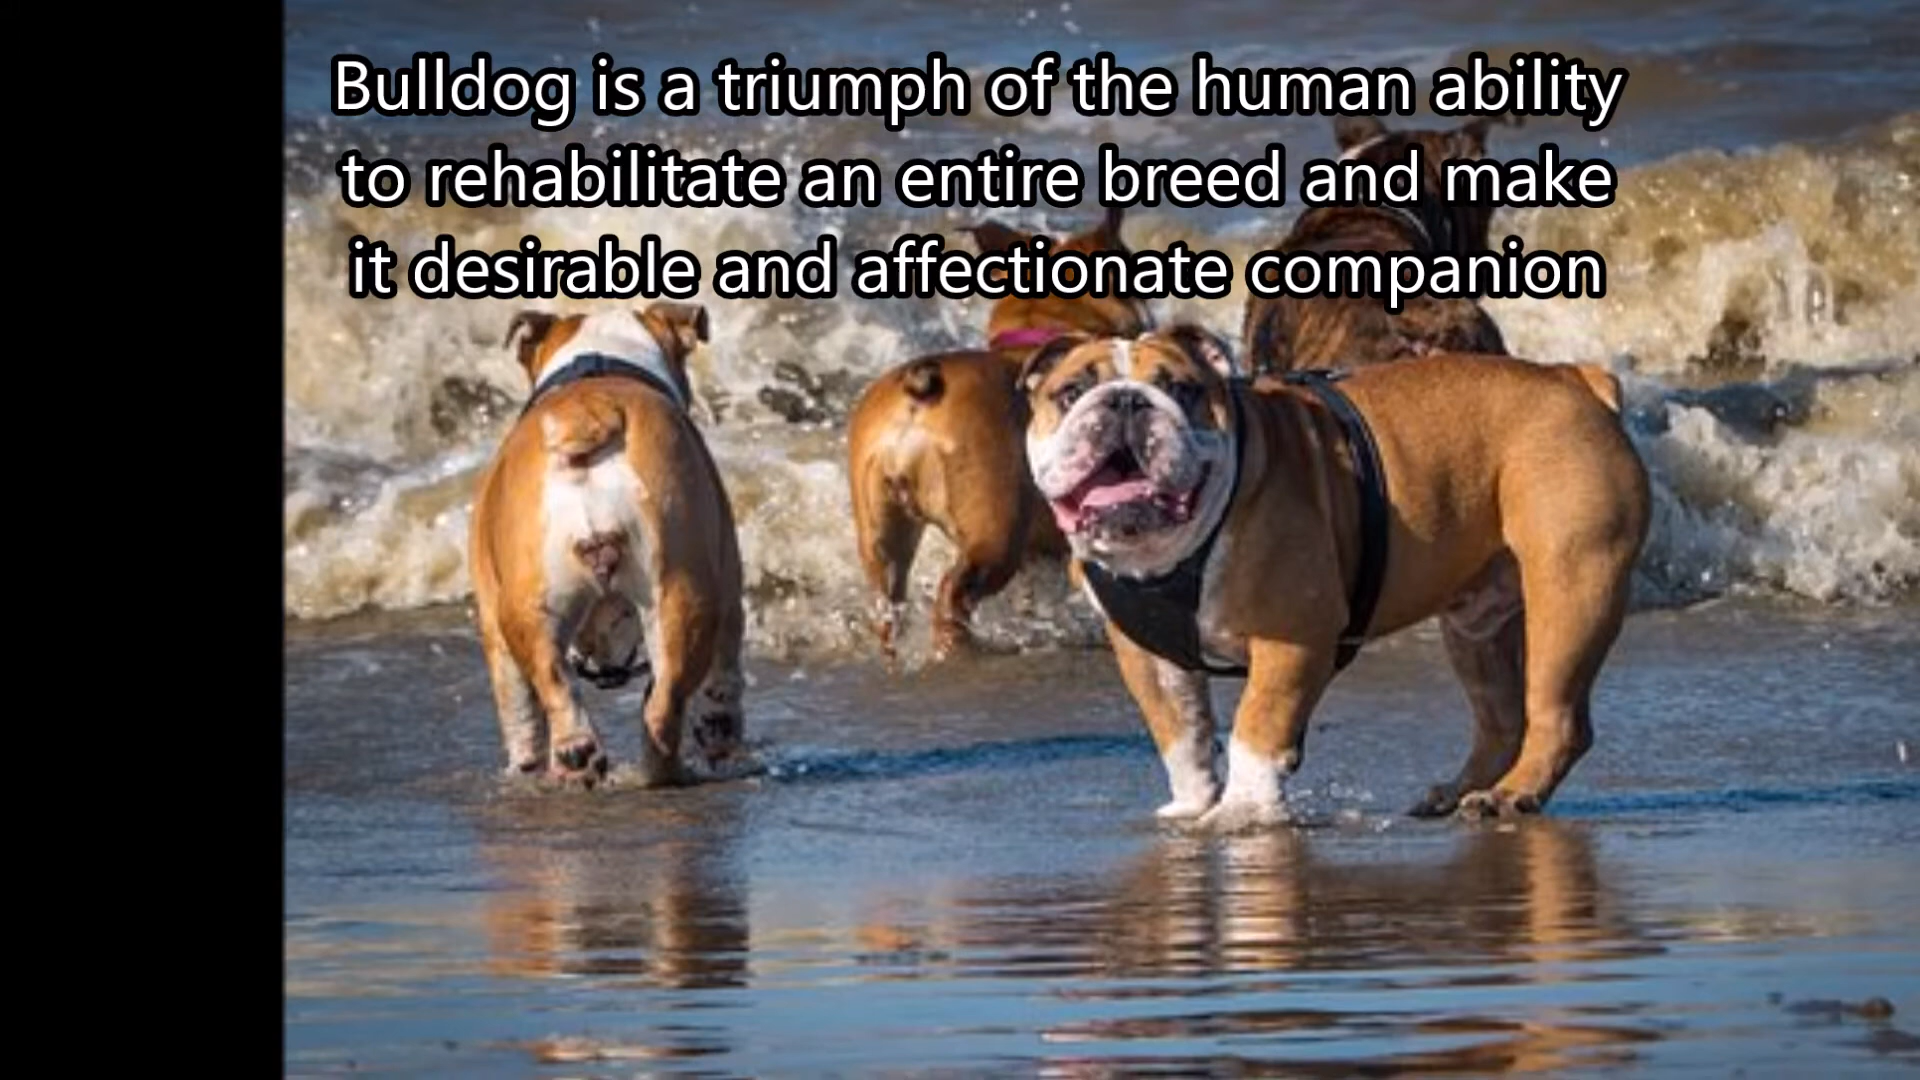 Bulldog is a triumph of the human ability
to rehabilitate an entire breed and make
it desirable and affectionate companion